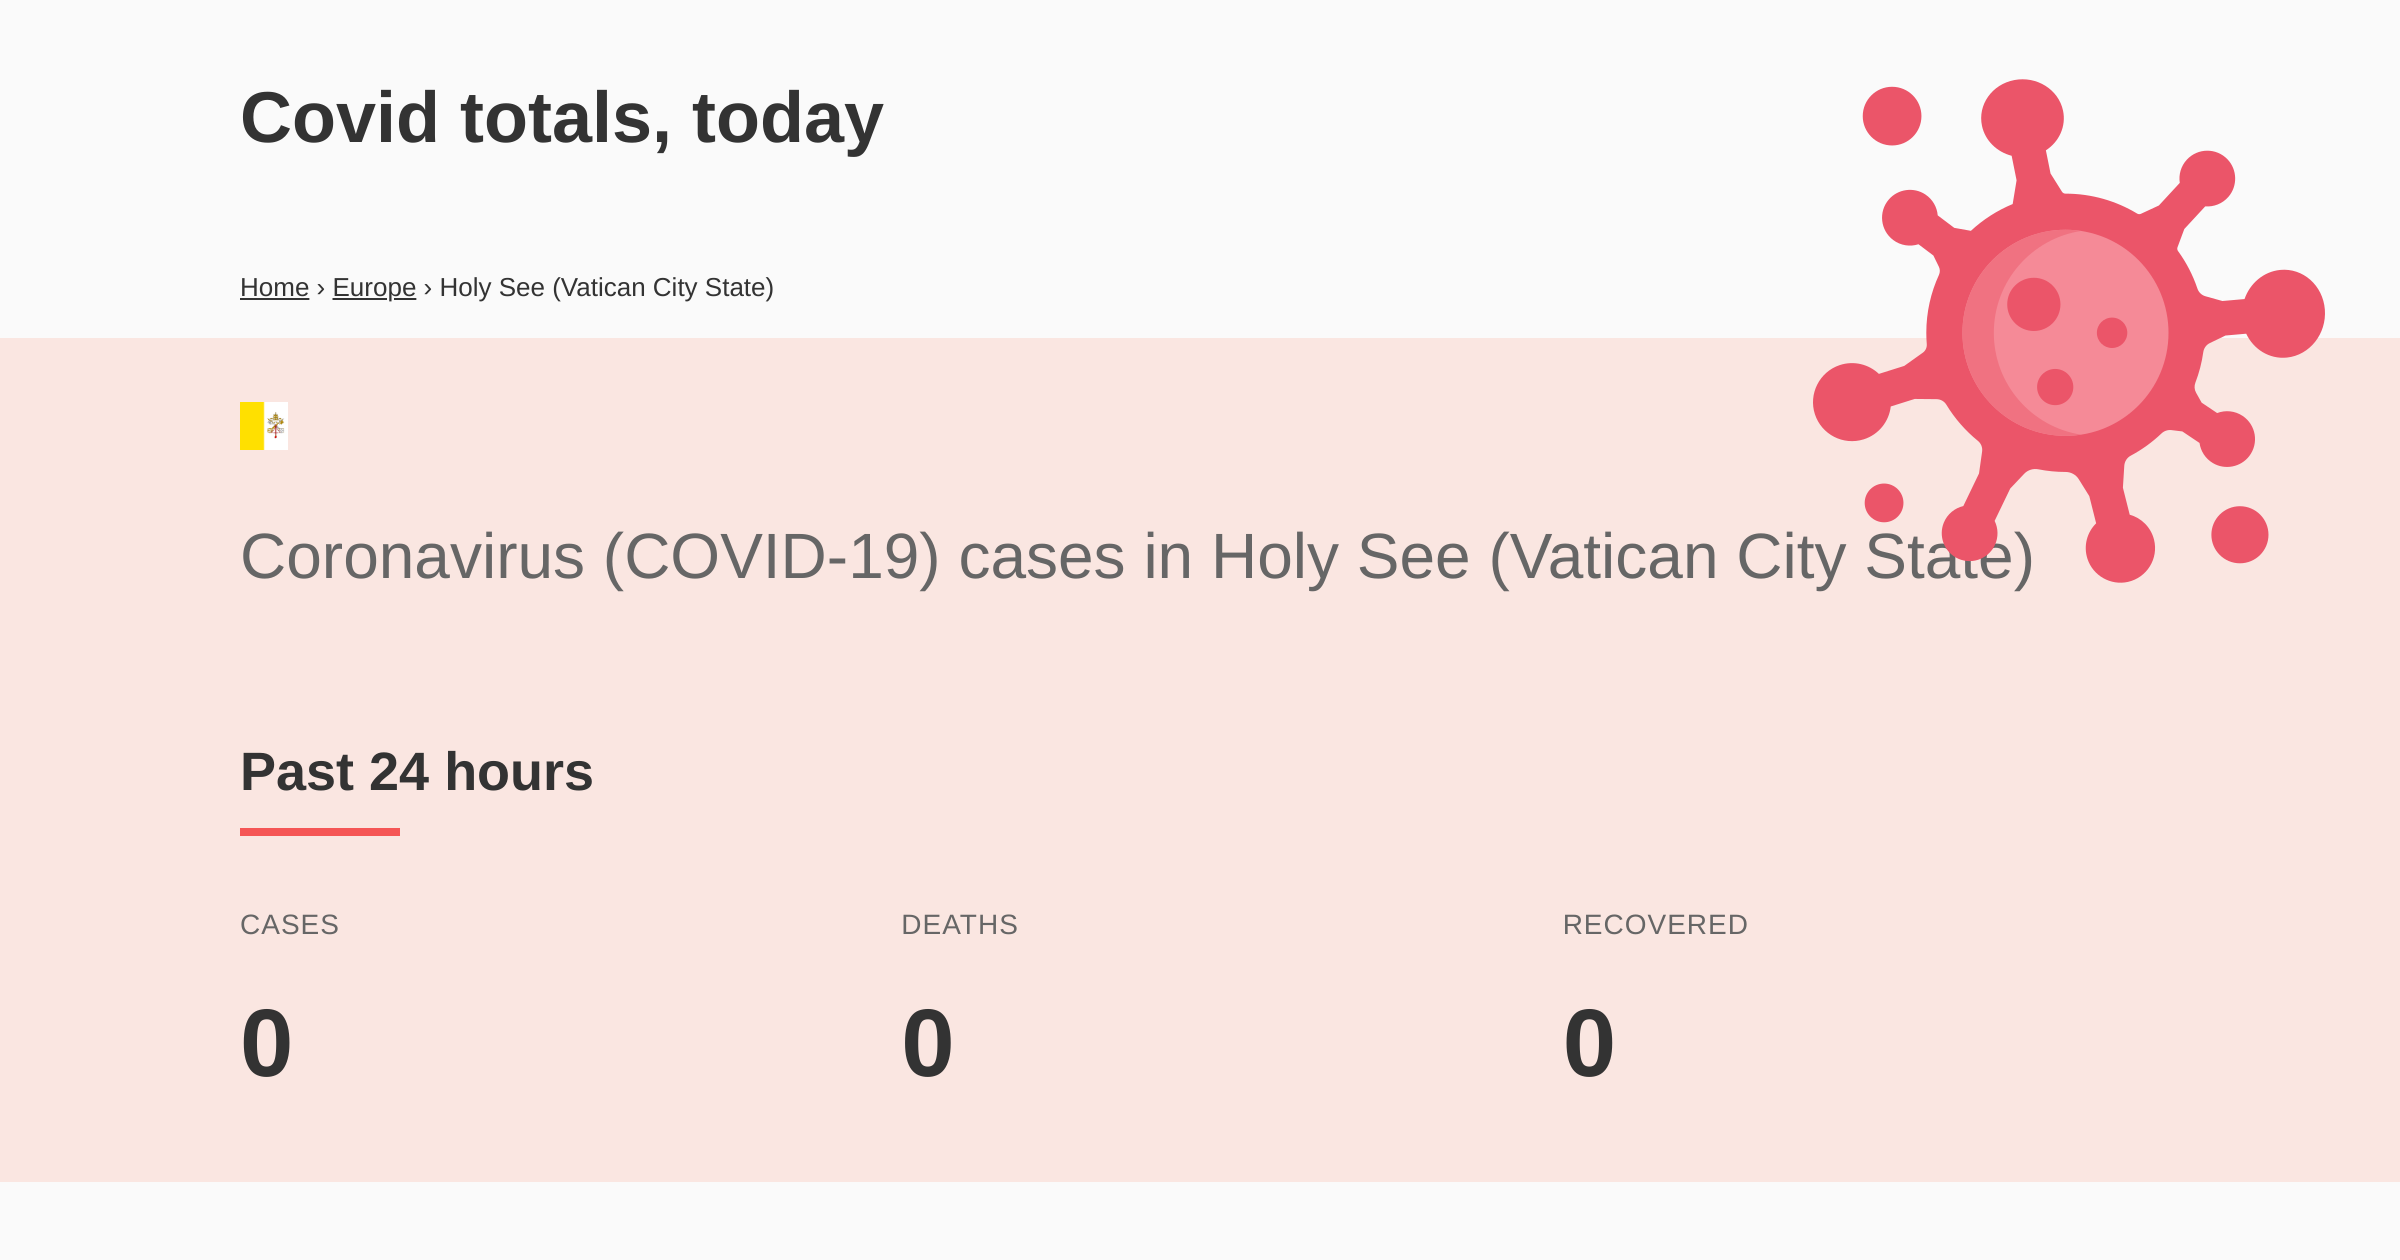 Covid totals, today
Home › Europe › Holy See (Vatican City State)
Coronavirus (COVID-19) cases in Holy See (Vatican City State)
Past 24 hours
CASES DEATHS RECOVERED
0 0 0